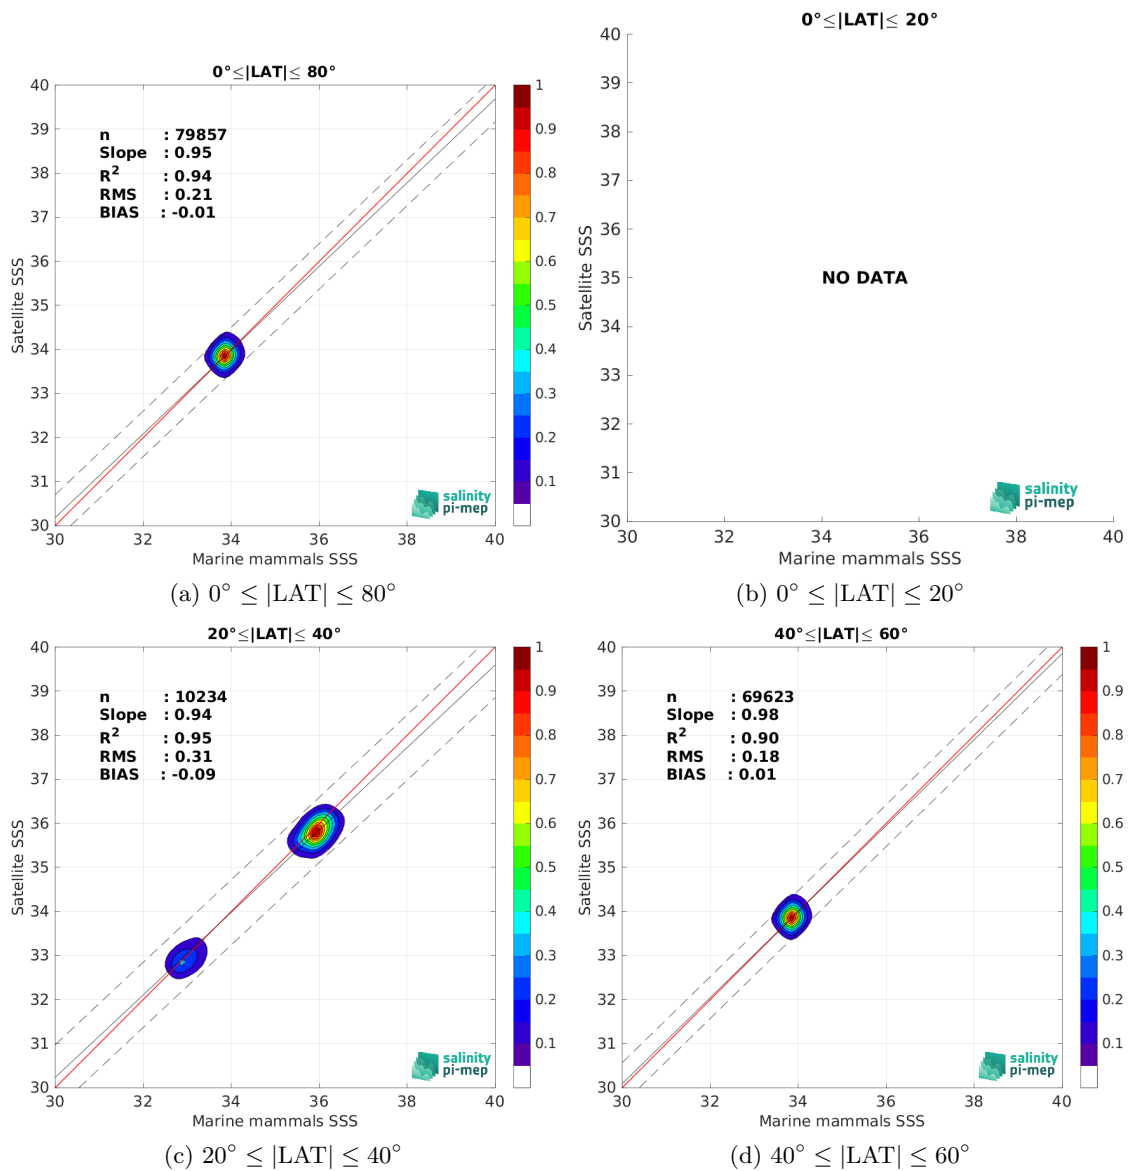 0°≤|LAT|≤ 80°
40
39
38
37
36
35
34
33
32
31
30
Satellite SSS
n : 79857
Slope : 0.95
R² : 0.94
RMS : 0.21
BIAS : -0.01
salinity
pi-mep
30 32 34 36 38 40
Marine mammals SSS
1
0.9
0.8
0.7
0.6
0.5
0.4
0.3
0.2
0.1
(a) 0° ≤ |LAT| ≤ 80°
0°≤|LAT|≤ 20°
40
39
38
37
36
35
34
33
32
31
30
Satellite SSS
NO DATA
salinity
pi-mep
30 32 34 36 38 40
Marine mammals SSS
(b) 0° ≤ |LAT| ≤ 20°
20°≤|LAT|≤ 40°
40
39
38
37
36
35
34
33
32
31
30
Satellite SSS
n : 10234
Slope : 0.94
R² : 0.95
RMS : 0.31
BIAS : -0.09
salinity
pi-mep
30 32 34 36 38 40
Marine mammals SSS
1
0.9
0.8
0.7
0.6
0.5
0.4
0.3
0.2
0.1
(c) 20° ≤ |LAT| ≤ 40°
40°≤|LAT|≤ 60°
40
39
38
37
36
35
34
33
32
31
30
Satellite SSS
n : 69623
Slope : 0.98
R² : 0.90
RMS : 0.18
BIAS : 0.01
salinity
pi-mep
30 32 34 36 38 40
Marine mammals SSS
1
0.9
0.8
0.7
0.6
0.5
0.4
0.3
0.2
0.1
(d) 40° ≤ |LAT| ≤ 60°